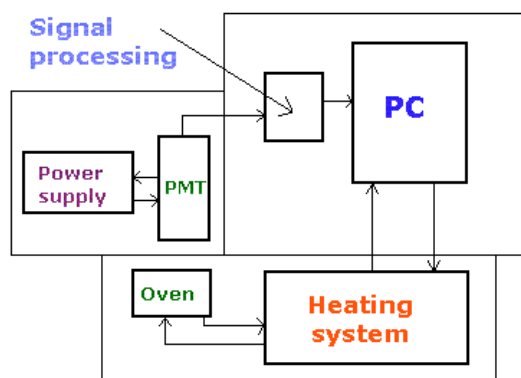 Signal
processing
PC
Power
supply
PMT
Oven
Heating
system